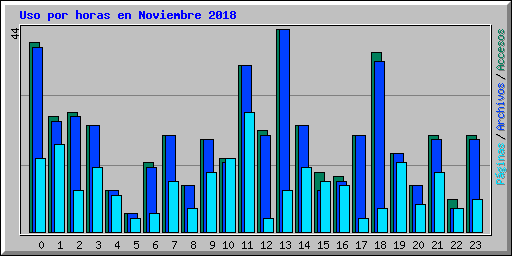 Uso por horas en Noviembre 2018
44
Páginas / Archivos / Accesos
0 1 2 3 4 5 6 7 8 9 10 11 12 13 14 15 16 17 18 19 20 21 22 23